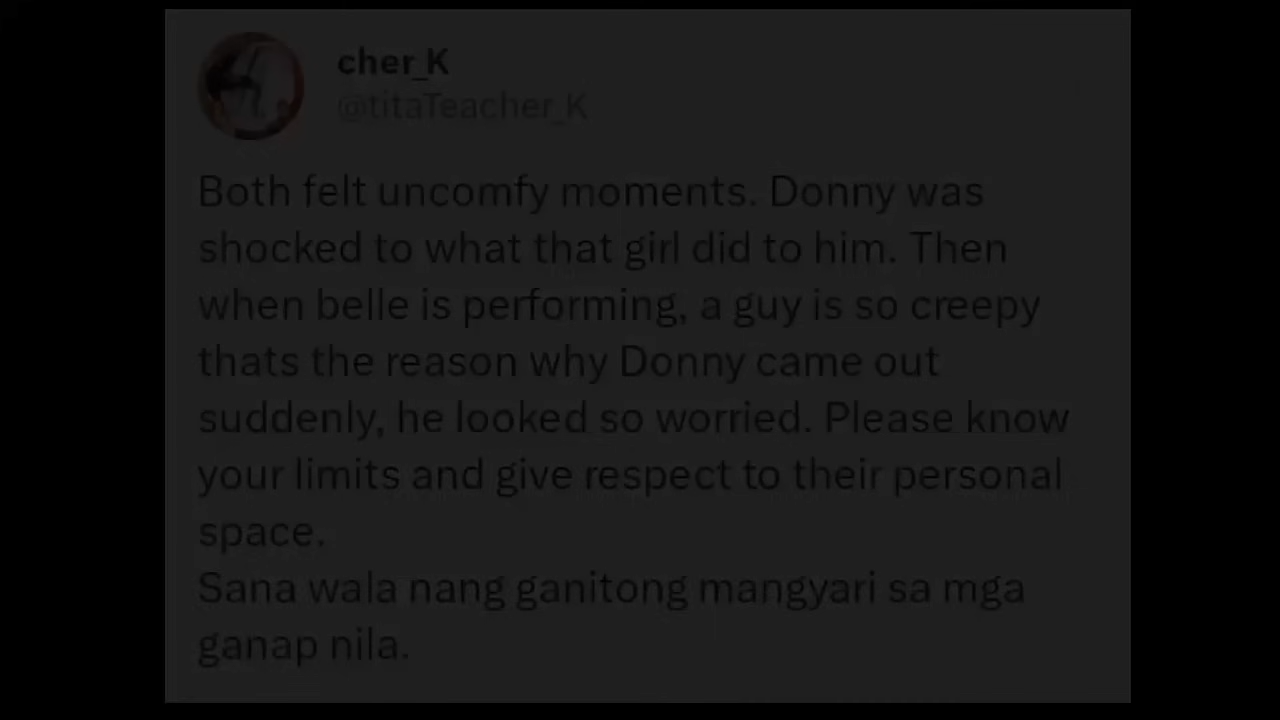 cher_K
@titaTeacher_K
Both felt uncomfy moments. Donny was
shocked to what that girl did to him. Then
when belle is performing, a guy is so creepy
thats the reason why Donny came out
suddenly, he looked so worried. Please know
your limits and give respect to their personal
space.
Sana wala nang ganitong mangyari sa mga
ganap nila.